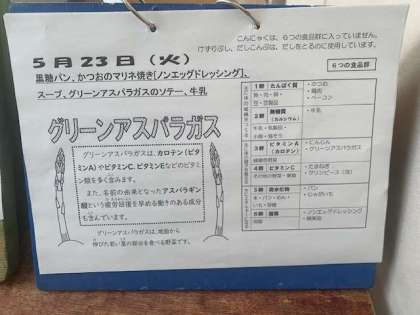 こんにゃくは、6つの食品群に入っていません。
けずりぶし、だしこんぶは、だしをとるのに使用しています。
5月23日(火)
6つの食品群
黒糖パン、かつおのマリネ焼き[ノンエッグドレッシング]、
スープ、グリーンアスパラガスのソテー、牛乳
グリーンアスパラガス
グリーンアスパラガスは、カロテン(ビタ
ミンA)やビタミンC、ビタミンEなどのビタミ
ン類を多く含みます。
また、名前の由来となったアスパラギン
酸という疲労回復を早める働きのある成分
も含んでいます。
グリーンアスパラガスは、地面から
伸びた若い茎の部分を食べる野菜です。
1群 たんぱく質
・かつお
・鶏肉
・ベーコン
2群 無機質
(カルシウム)
・牛乳
3群 ビタミンA
(カロテン)
・にんじん
・グリンアスパラガス
4群 ビタミンC
・たまねぎ
5群 炭水化物
・パン
・じゃがいも
6群 脂質
・ノンエッグドレッシング